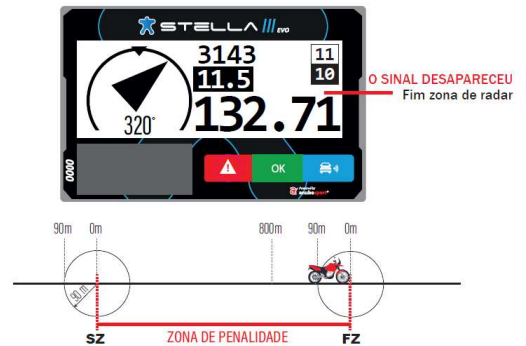 STELLA III EVO
3143
11
11.5
10
O SINAL DESAPARECEU
132.71
Fim zona de radar
320°
0000
OK
90m 0m 800m 90m 0m
90 m
SZ ZONA DE PENALIDADE FZ